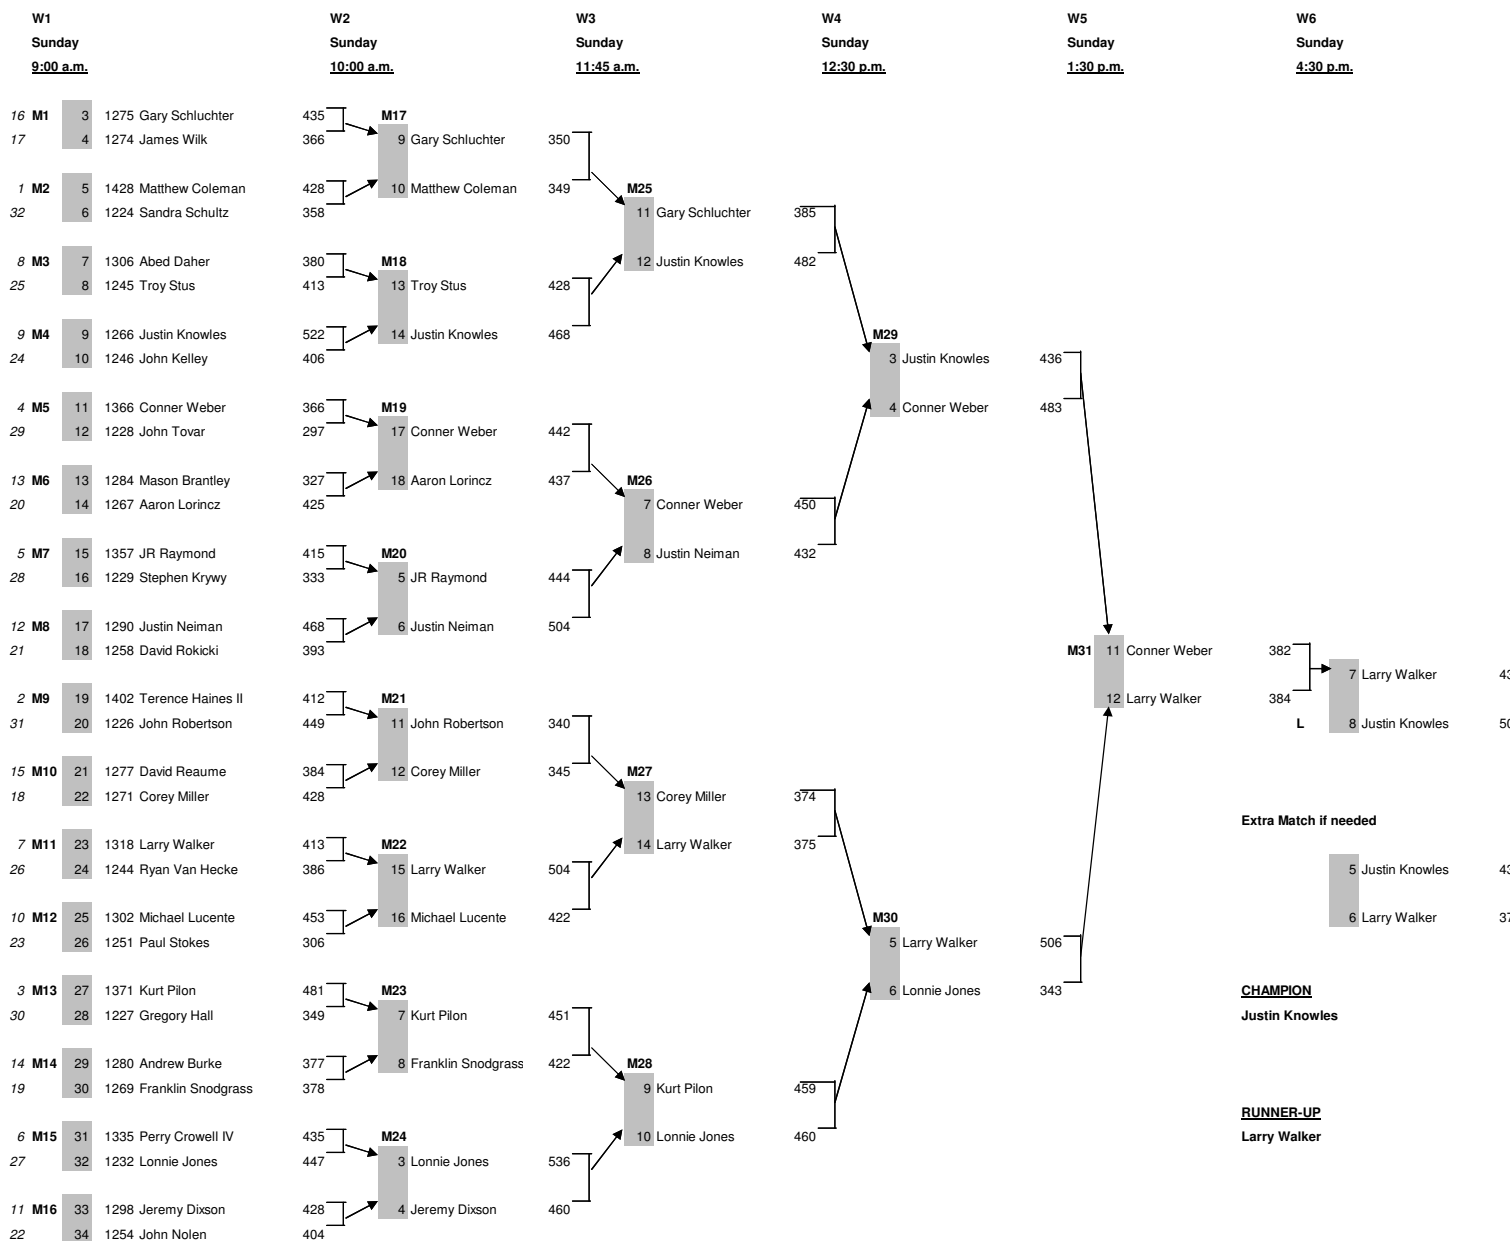 W1 W2 W3 W4 W5 W6
Sunday Sunday Sunday Sunday Sunday Sunday
9:00 a.m. 10:00 a.m. 11:45 a.m. 12:30 p.m. 1:30 p.m. 4:30 p.m.
16 M1 3 1275 Gary Schluchter 435 M17
17 4 1274 James Wilk 366 9 Gary Schluchter 350
1 M2 5 1428 Matthew Coleman 428 10 Matthew Coleman 349 M25
32 6 1224 Sandra Schultz 358 11 Gary Schluchter 385
8 M3 7 1306 Abed Daher 380 M18 12 Justin Knowles 482
25 8 1245 Troy Stus 413 13 Troy Stus 428
9 M4 9 1266 Justin Knowles 522 14 Justin Knowles 468 M29
24 10 1246 John Kelley 406 3 Justin Knowles 436
4 M5 11 1366 Conner Weber 366 M19 4 Conner Weber 483
29 12 1228 John Tovar 297 17 Conner Weber 442
13 M6 13 1284 Mason Brantley 327 18 Aaron Lorincz 437 M26
20 14 1267 Aaron Lorincz 425 7 Conner Weber 450
5 M7 15 1357 JR Raymond 415 M20 8 Justin Neiman 432
28 16 1229 Stephen Krywy 333 5 JR Raymond 444
12 M8 17 1290 Justin Neiman 468 6 Justin Neiman 504
21 18 1258 David Rokicki 393 M31 11 Conner Weber 382
7 Larry Walker 43
2 M9 19 1402 Terence Haines II 412 M21 12 Larry Walker 384
31 20 1226 John Robertson 449 11 John Robertson 340 L 8 Justin Knowles 50
15 M10 21 1277 David Reaume 384 12 Corey Miller 345 M27
18 22 1271 Corey Miller 428 13 Corey Miller 374
Extra Match if needed
7 M11 23 1318 Larry Walker 413 M22 14 Larry Walker 375
26 24 1244 Ryan Van Hecke 386 15 Larry Walker 504 5 Justin Knowles 43
10 M12 25 1302 Michael Lucente 453 16 Michael Lucente 422 M30 6 Larry Walker 37
23 26 1251 Paul Stokes 306 5 Larry Walker 506
3 M13 27 1371 Kurt Pilon 481 M23 6 Lonnie Jones 343 CHAMPION
30 28 1227 Gregory Hall 349 7 Kurt Pilon 451 Justin Knowles
14 M14 29 1280 Andrew Burke 377 8 Franklin Snodgrass 422 M28
19 30 1269 Franklin Snodgrass 378 9 Kurt Pilon 459
RUNNER-UP
6 M15 31 1335 Perry Crowell IV 435 M24 10 Lonnie Jones 460 Larry Walker
27 32 1232 Lonnie Jones 447 3 Lonnie Jones 536
11 M16 33 1298 Jeremy Dixson 428 4 Jeremy Dixson 460
22 34 1254 John Nolen 404